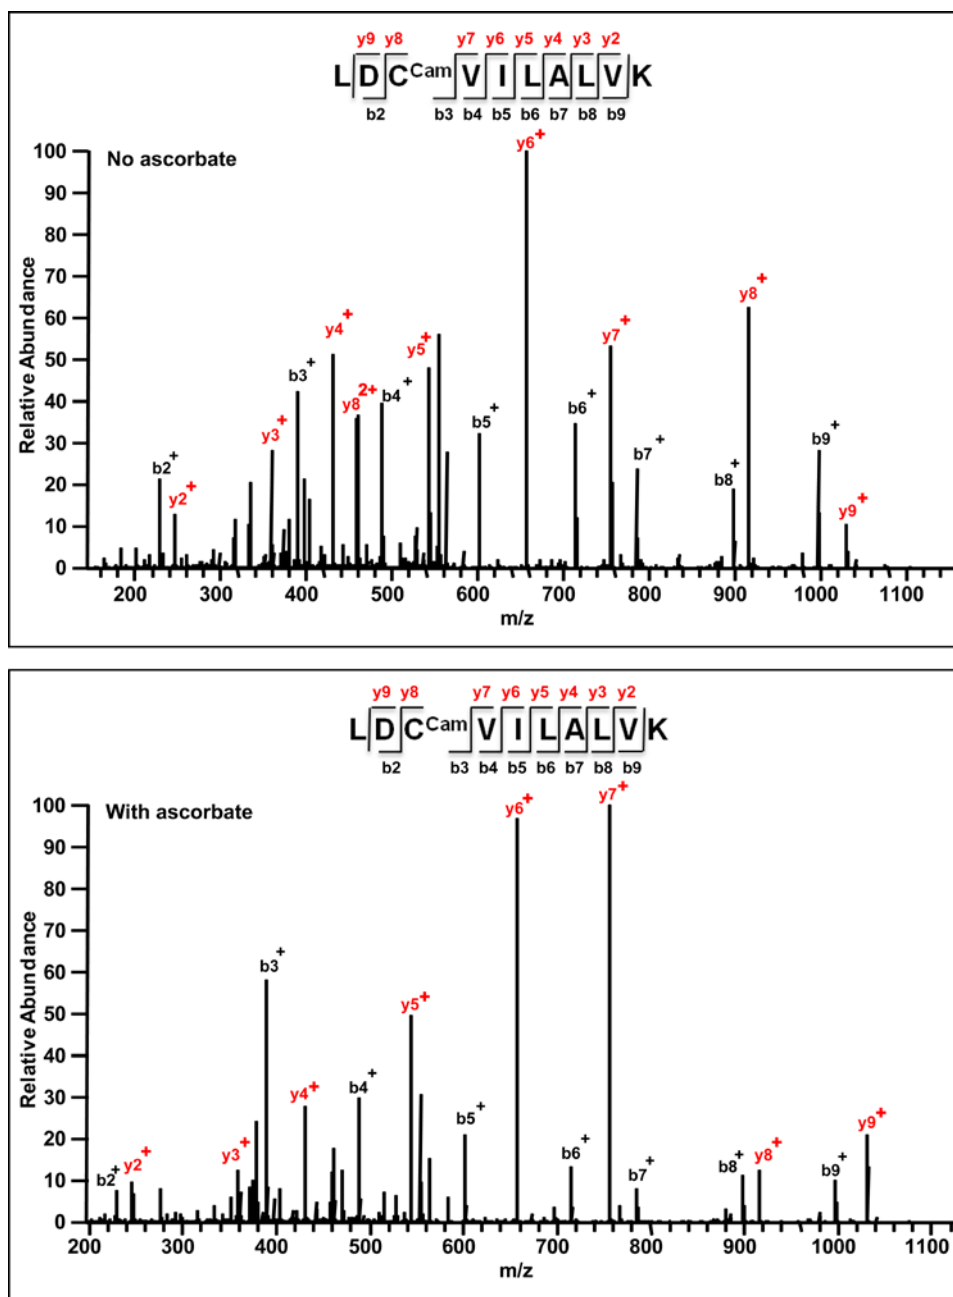 y9 y8 y7 y6 y5 y4 y3 y2
LDC Cam VILALVK
b2 b3 b4 b5 b6 b7 b8 b9
No ascorbate
Relative Abundance
100
90
80
70
60
50
40
30
20
10
0
b2+
y2+
y3+
b3+
y4+
y8 2+
b4+
y5+
b5+
y6+
b6+
y7+
b7+
b8+
y8+
b9+
y9+
200 300 400 500 600 700 800 900 1000 1100
m/z
y9 y8 y7 y6 y5 y4 y3 y2
LDC Cam VILALVK
b2 b3 b4 b5 b6 b7 b8 b9
With ascorbate
Relative Abundance
100
90
80
70
60
50
40
30
20
10
0
b2+
y2+
y3+
b3+
y4+
b4+
y5+
b5+
y6+
b6+
y7+
b7+
b8+
y8+
b9+
y9+
200 300 400 500 600 700 800 900 1000 1100
m/z